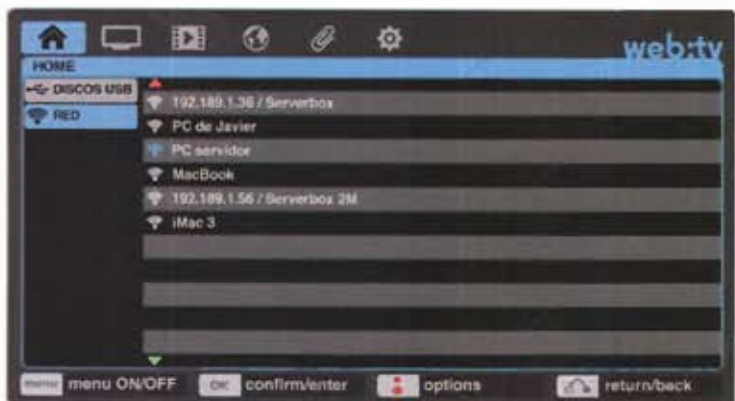 web:tv
HOME
DISCOS USB
RED
192.189.1.36 / Serverbox
PC de Javier
PC servidor
MacBook
192.189.1.56 / Serverbox 2M
iMac 3
menu menu ON/OFF OK confirm/enter options return/back